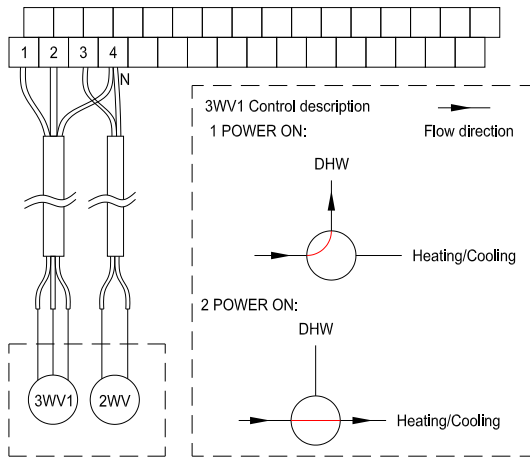 1 2 3 4
N
3WV1 Control description
Flow direction
1 POWER ON:
DHW
Heating/Cooling
2 POWER ON:
DHW
Heating/Cooling
3WV1 2WV